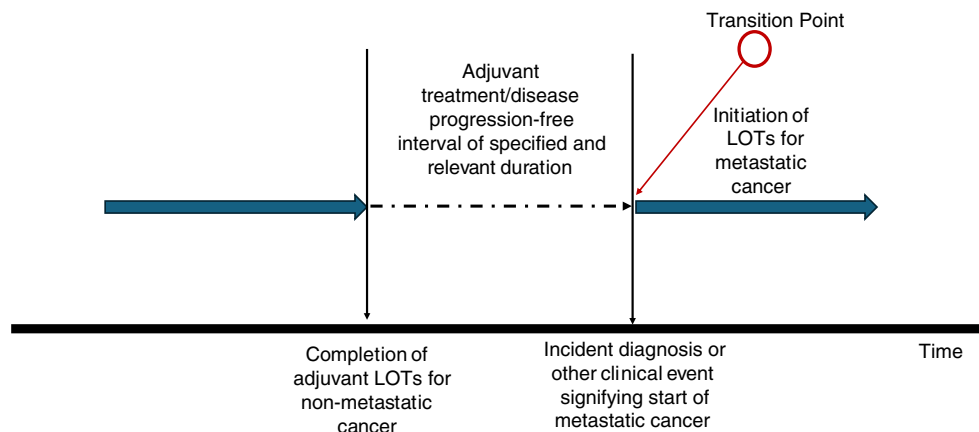 Transition Point
Adjuvant
treatment/disease
progression-free
interval of specified and
relevant duration
Initiation of
LOTs for
metastatic
cancer
Completion of
adjuvant LOTs for
non-metastatic
cancer
Incident diagnosis or
other clinical event
signifying start of
metastatic cancer
Time